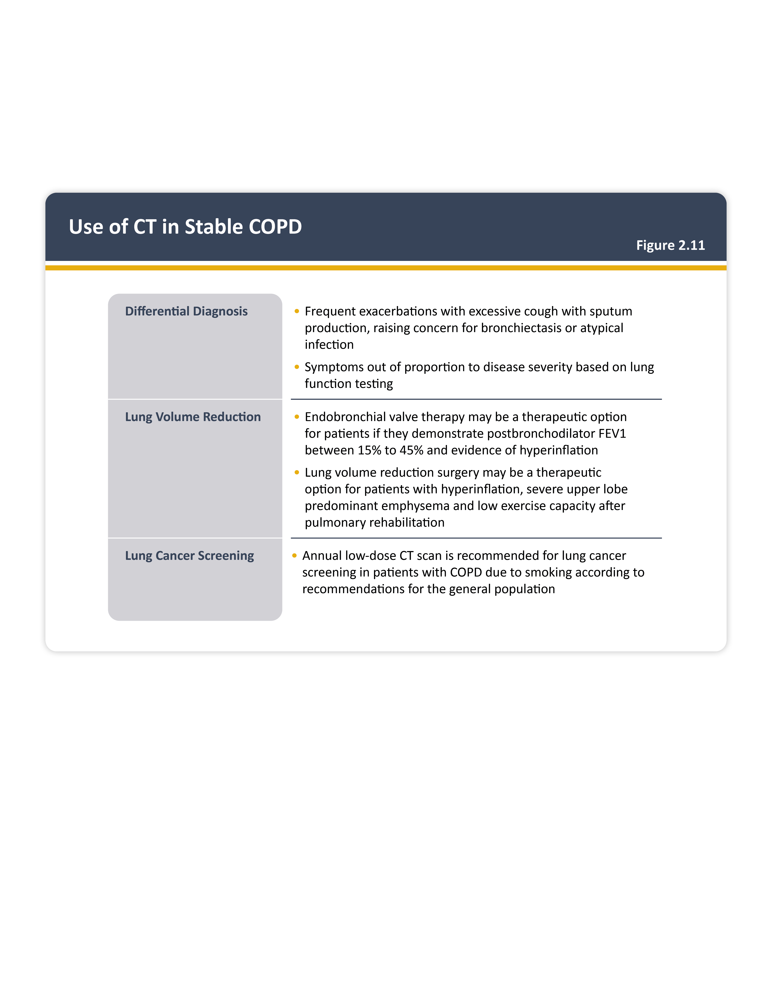 Use of CT in Stable COPD
Figure 2.11
Differential Diagnosis
• Frequent exacerbations with excessive cough with sputum
production, raising concern for bronchiectasis or atypical
infection
• Symptoms out of proportion to disease severity based on lung
function testing
Lung Volume Reduction
• Endobronchial valve therapy may be a therapeutic option
for patients if they demonstrate postbronchodilator FEV1
between 15% to 45% and evidence of hyperinflation
• Lung volume reduction surgery may be a therapeutic
option for patients with hyperinflation, severe upper lobe
predominant emphysema and low exercise capacity after
pulmonary rehabilitation
Lung Cancer Screening
• Annual low-dose CT scan is recommended for lung cancer
screening in patients with COPD due to smoking according to
recommendations for the general population